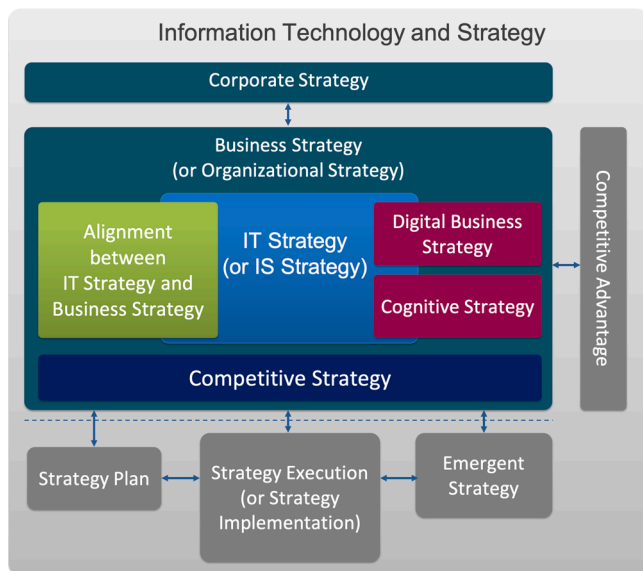 Information Technology and Strategy
Corporate Strategy
Business Strategy
(or Organizational Strategy)
Alignment
between
IT Strategy and
Business Strategy
IT Strategy
(or IS Strategy)
Digital Business
Strategy
Cognitive Strategy
Competitive Strategy
Competitive Advantage
Strategy Plan
Strategy Execution
(or Strategy
Implementation)
Emergent
Strategy